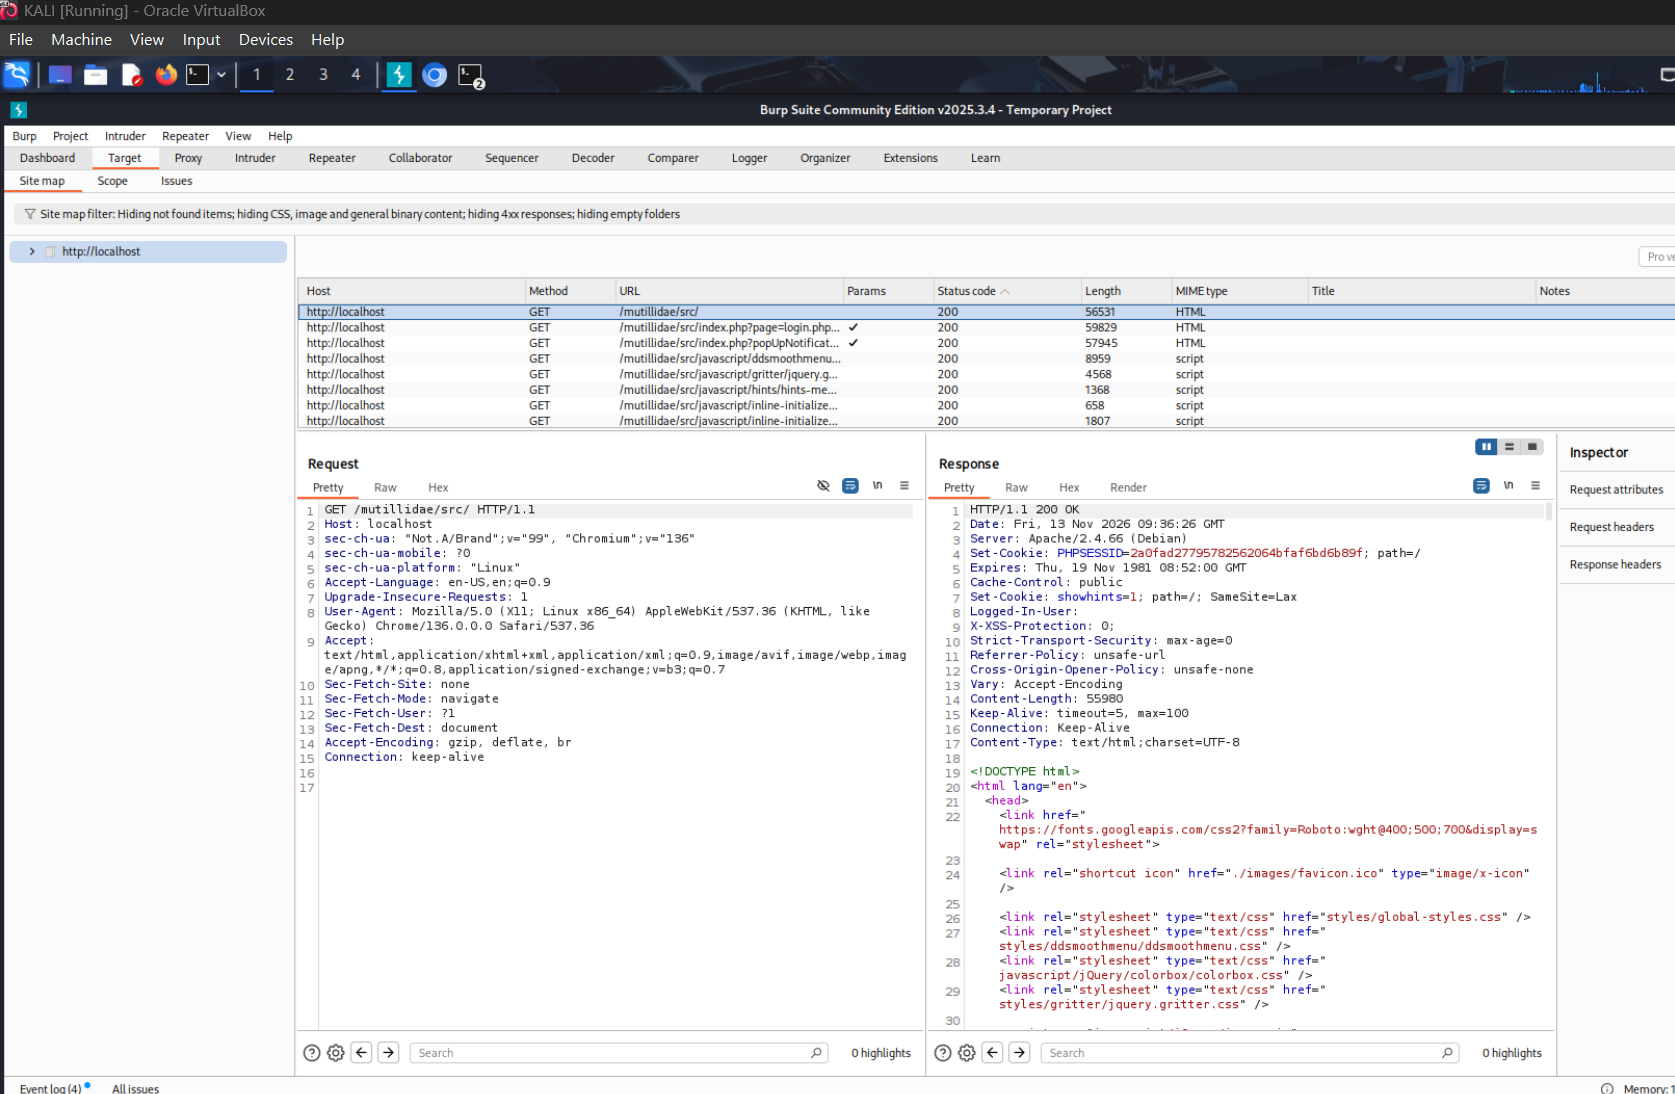 KALI [Running] - Oracle VirtualBox
File Machine View Input Devices Help
1 2 3 4 2
Burp Suite Community Edition v2025.3.4 - Temporary Project
Burp Project Intruder Repeater View Help
Dashboard Target Proxy Intruder Repeater Collaborator Sequencer Decoder Comparer Logger Organizer Extensions Learn
Site map Scope Issues
Site map filter: Hiding not found items; hiding CSS, image and general binary content; hiding 4xx responses; hiding empty folders
http://localhost
Pro ve
Host Method URL Params Status code Length MIME type Title Notes
http://localhost GET /mutillidae/src/ 200 56531 HTML
http://localhost GET /mutillidae/src/index.php?page=login.php... ✓ 200 59829 HTML
http://localhost GET /mutillidae/src/index.php?popUpNotificat... ✓ 200 57945 HTML
http://localhost GET /mutillidae/src/javascript/ddsmoothmenu... 200 8959 script
http://localhost GET /mutillidae/src/javascript/gritter/jquery.g... 200 4568 script
http://localhost GET /mutillidae/src/javascript/hints/hints-me... 200 1368 script
http://localhost GET /mutillidae/src/javascript/inline-initialize... 200 658 script
http://localhost GET /mutillidae/src/javascript/inline-initialize... 200 1807 script
Request
Pretty Raw Hex \n
1 GET /mutillidae/src/ HTTP/1.1
2 Host: localhost
3 sec-ch-ua: "Not.A/Brand";v="99", "Chromium";v="136"
4 sec-ch-ua-mobile: ?0
5 sec-ch-ua-platform: "Linux"
6 Accept-Language: en-US,en;q=0.9
7 Upgrade-Insecure-Requests: 1
8 User-Agent: Mozilla/5.0 (X11; Linux x86_64) AppleWebKit/537.36 (KHTML, like
Gecko) Chrome/136.0.0.0 Safari/537.36
9 Accept:
text/html,application/xhtml+xml,application/xml;q=0.9,image/avif,image/webp,imag
e/apng,*/*;q=0.8,application/signed-exchange;v=b3;q=0.7
10 Sec-Fetch-Site: none
11 Sec-Fetch-Mode: navigate
12 Sec-Fetch-User: ?1
13 Sec-Fetch-Dest: document
14 Accept-Encoding: gzip, deflate, br
15 Connection: keep-alive
16
17
Search 0 highlights
Response
Pretty Raw Hex Render \n
1 HTTP/1.1 200 OK
2 Date: Fri, 13 Nov 2026 09:36:26 GMT
3 Server: Apache/2.4.66 (Debian)
4 Set-Cookie: PHPSESSID=2a0fad27795782562064bfaf6bd6b89f; path=/
5 Expires: Thu, 19 Nov 1981 08:52:00 GMT
6 Cache-Control: public
7 Set-Cookie: showhints=1; path=/; SameSite=Lax
8 Logged-In-User:
9 X-XSS-Protection: 0;
10 Strict-Transport-Security: max-age=0
11 Referrer-Policy: unsafe-url
12 Cross-Origin-Opener-Policy: unsafe-none
13 Vary: Accept-Encoding
14 Content-Length: 55980
15 Keep-Alive: timeout=5, max=100
16 Connection: Keep-Alive
17 Content-Type: text/html;charset=UTF-8
18
19 <!DOCTYPE html>
20 <html lang="en">
21 <head>
22 <link href="
https://fonts.googleapis.com/css2?family=Roboto:wght@400;500;700&display=s
wap" rel="stylesheet">
23
24 <link rel="shortcut icon" href="./images/favicon.ico" type="image/x-icon"
/>
25
26 <link rel="stylesheet" type="text/css" href="styles/global-styles.css" />
27 <link rel="stylesheet" type="text/css" href="
styles/ddsmoothmenu/ddsmoothmenu.css" />
28 <link rel="stylesheet" type="text/css" href="
javascript/jQuery/colorbox/colorbox.css" />
29 <link rel="stylesheet" type="text/css" href="
styles/gritter/jquery.gritter.css" />
30
Search 0 highlights
Inspector
Request attributes
Request headers
Response headers
Event log (4) All issues
Memory: 1